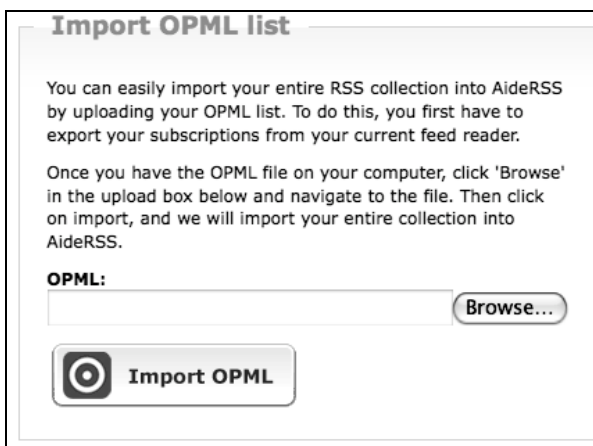 Import OPML list
You can easily import your entire RSS collection into AideRSS
by uploading your OPML list. To do this, you first have to
export your subscriptions from your current feed reader.
Once you have the OPML file on your computer, click 'Browse'
in the upload box below and navigate to the file. Then click
on import, and we will import your entire collection into
AideRSS.
OPML:
Browse...
Import OPML